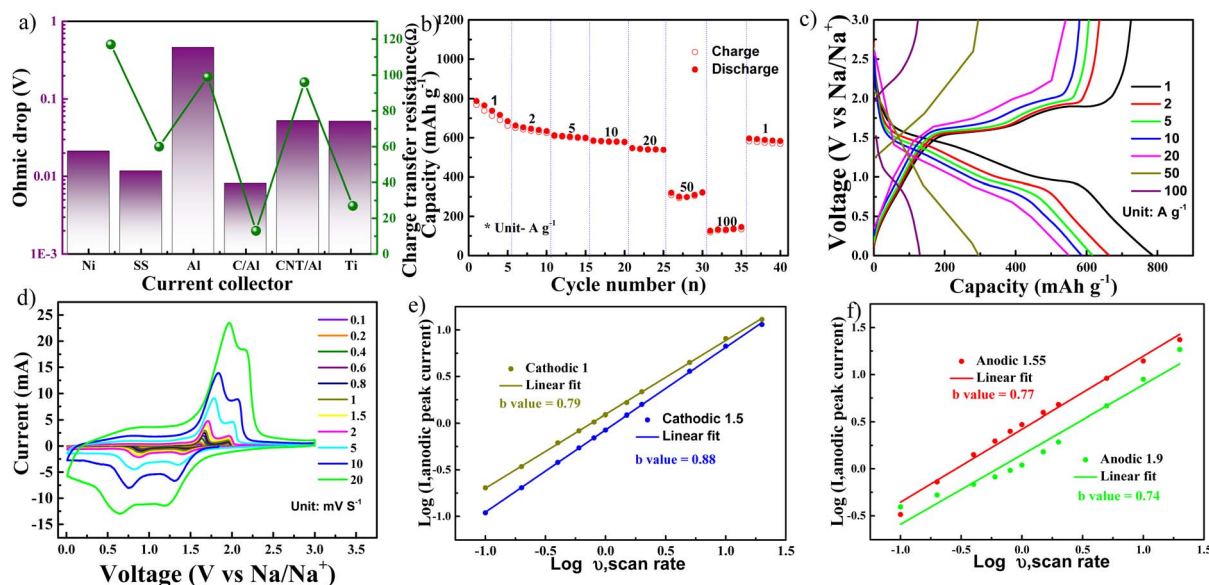 a)
Ohmic drop (V)
1
0.1
0.01
1E-3
Ni SS Al C/Al CNT/Al Ti
Current collector
120
100
80
60
40
20
0
Charge transfer resistance(Ω)
b)
Capacity (mAh g-1)
1200
1000
800
600
400
200
0
1
2
5
10
20
50
100
1
Charge
Discharge
* Unit- A g-1
0 5 10 15 20 25 30 35 40
Cycle number (n)
c)
Voltage (V vs Na/Na+)
3.0
2.5
2.0
1.5
1.0
0.5
0.0
1
2
5
10
20
50
100
Unit: A g-1
0 200 400 600 800
Capacity (mAh g-1)
d)
Current (mA)
25
20
15
10
5
0
-5
-10
-15
0.1
0.2
0.4
0.6
0.8
1
1.5
2
5
10
20
Unit: mV S-1
0.0 0.5 1.0 1.5 2.0 2.5 3.0 3.5
Voltage (V vs Na/Na+)
e)
Log (I,anodic peak current)
1.0
0.5
0.0
-0.5
-1.0
Cathodic 1
Linear fit
b value = 0.79
Cathodic 1.5
Linear fit
b value = 0.88
-1.0 -0.5 0.0 0.5 1.0 1.5
Log υ,scan rate
f)
Log (I,anodic peak current)
1.5
1.0
0.5
0.0
-0.5
Anodic 1.55
Linear fit
b value = 0.77
Anodic 1.9
Linear fit
b value = 0.74
-1.0 -0.5 0.0 0.5 1.0 1.5
Log υ,scan rate